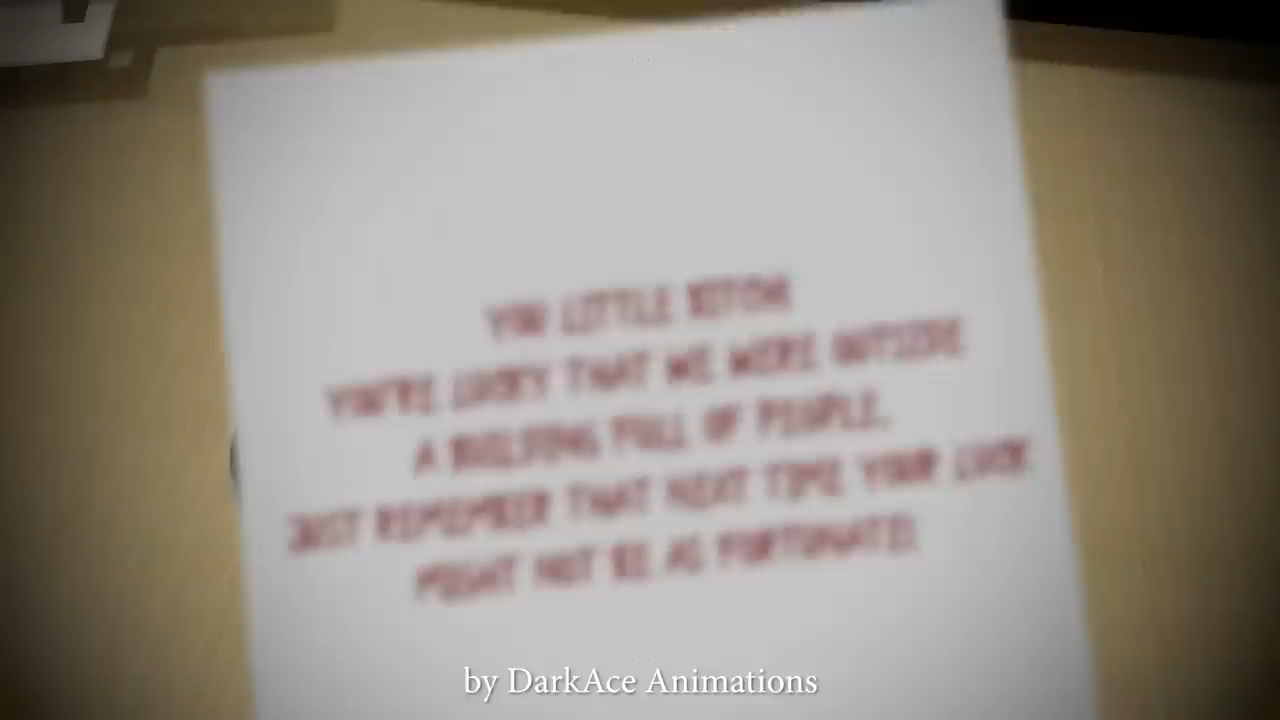 YOU LITTLE BITCH!
YOU'RE LUCKY THAT WE WERE OUTSIDE
A BUILDING FULL OF PEOPLE.
JUST REMEMBER THAT NEXT TIME YOUR LUCK
MIGHT NOT BE AS FORTUNATE!
by DarkAce Animations